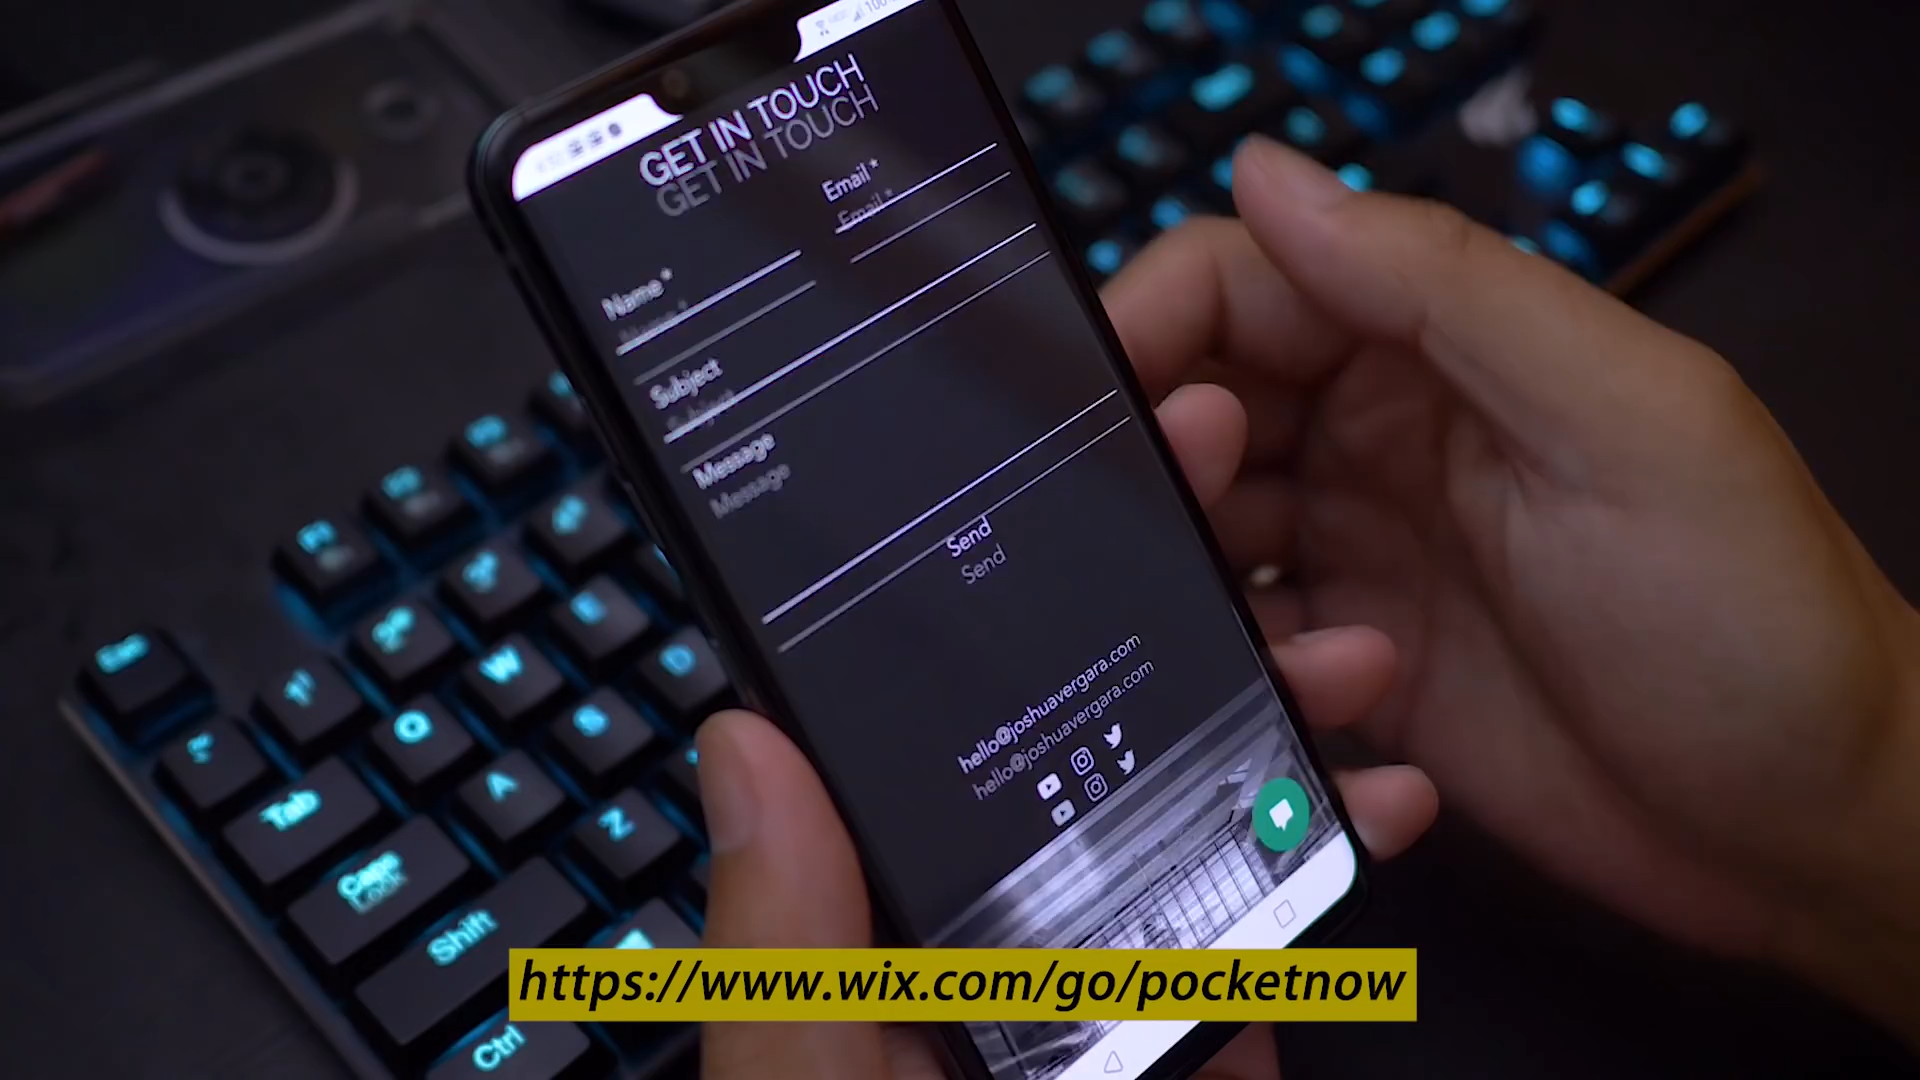 GET IN TOUCH
GET IN TOUCH
Email *
Email *
Name *
Name *
Subject
Subject
Message
Message
Send
Send
hello@joshuavergara.com
hello@joshuavergara.com
Esc
F1
Q
W
E
Tab
A
S
D
Caps
Lock
Z
Shift
Ctrl
https://www.wix.com/go/pocketnow